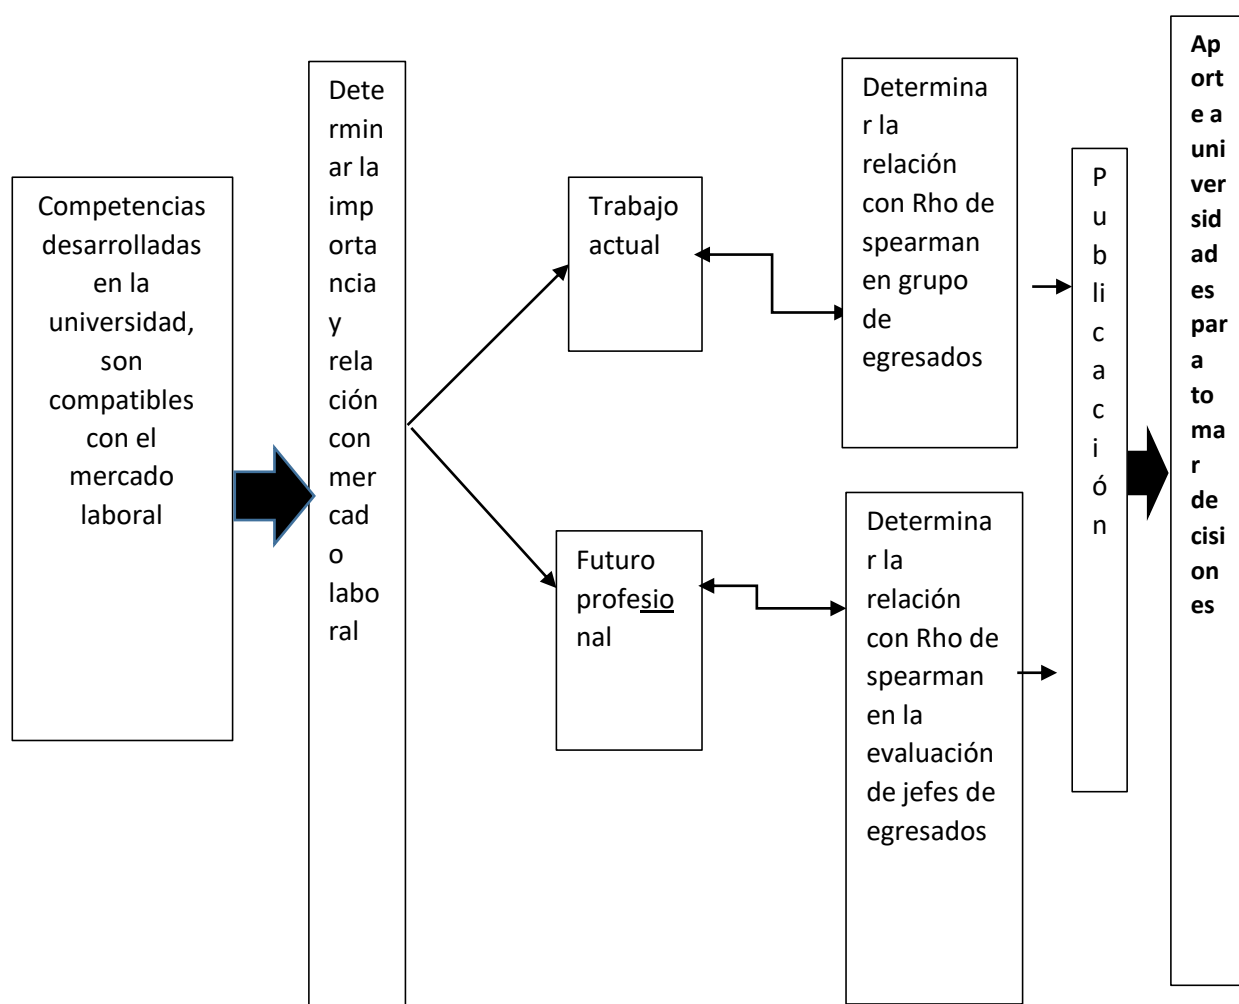 Competencias
desarrolladas
en la
universidad,
son
compatibles
con el
mercado
laboral
Dete
rmin
ar la
imp
orta
ncia
y
rela
ción
con
mer
cad
o
labo
ral
Trabajo
actual
Futuro
profesio
nal
Determina
r la
relación
con Rho de
spearman
en grupo
de
egresados
Determina
r la
relación
con Rho de
spearman
en la
evaluación
de jefes de
egresados
P
u
b
li
c
a
c
i
ó
n
Ap
ort
e a
uni
ver
sid
ad
es
par
a
to
ma
r
de
cisi
on
es